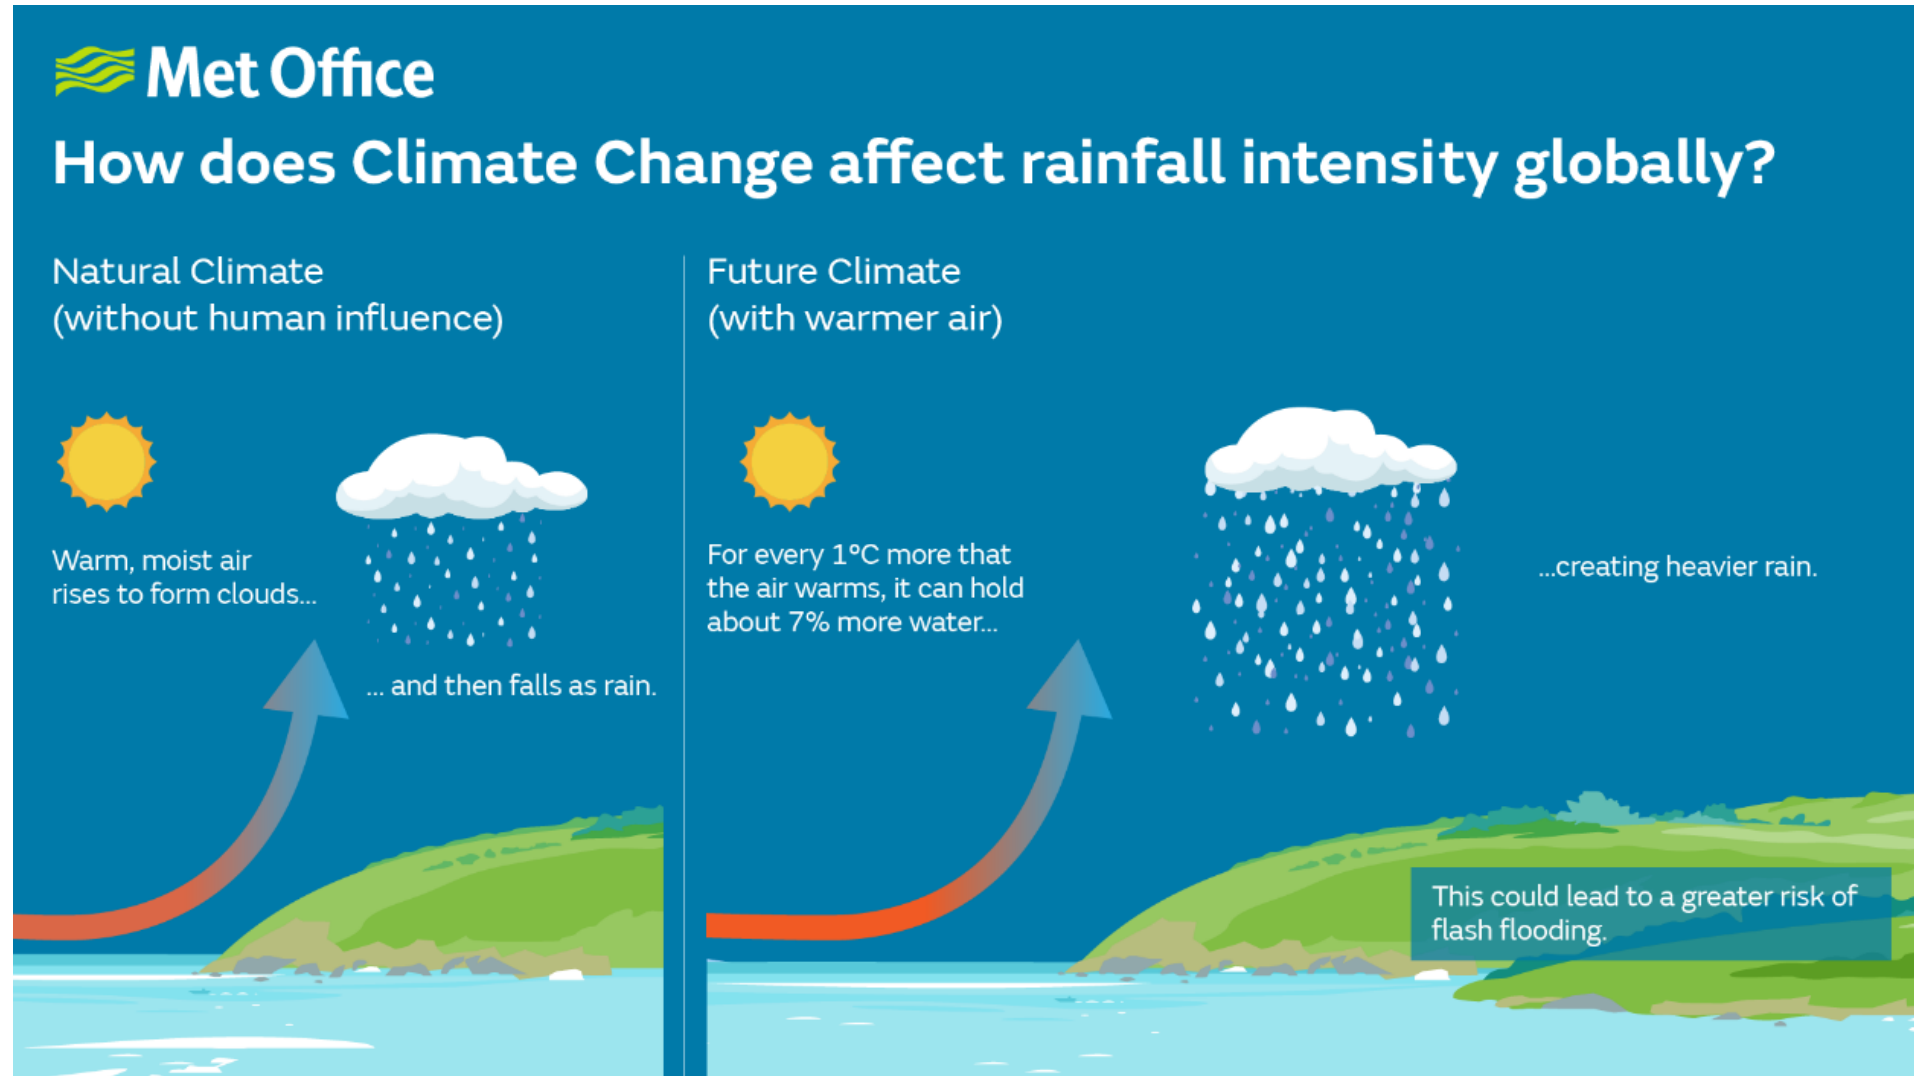 Met Office
How does Climate Change affect rainfall intensity globally?
Natural Climate
(without human influence)
Warm, moist air
rises to form clouds...
... and then falls as rain.
Future Climate
(with warmer air)
For every 1°C more that
the air warms, it can hold
about 7% more water...
...creating heavier rain.
This could lead to a greater risk of
flash flooding.